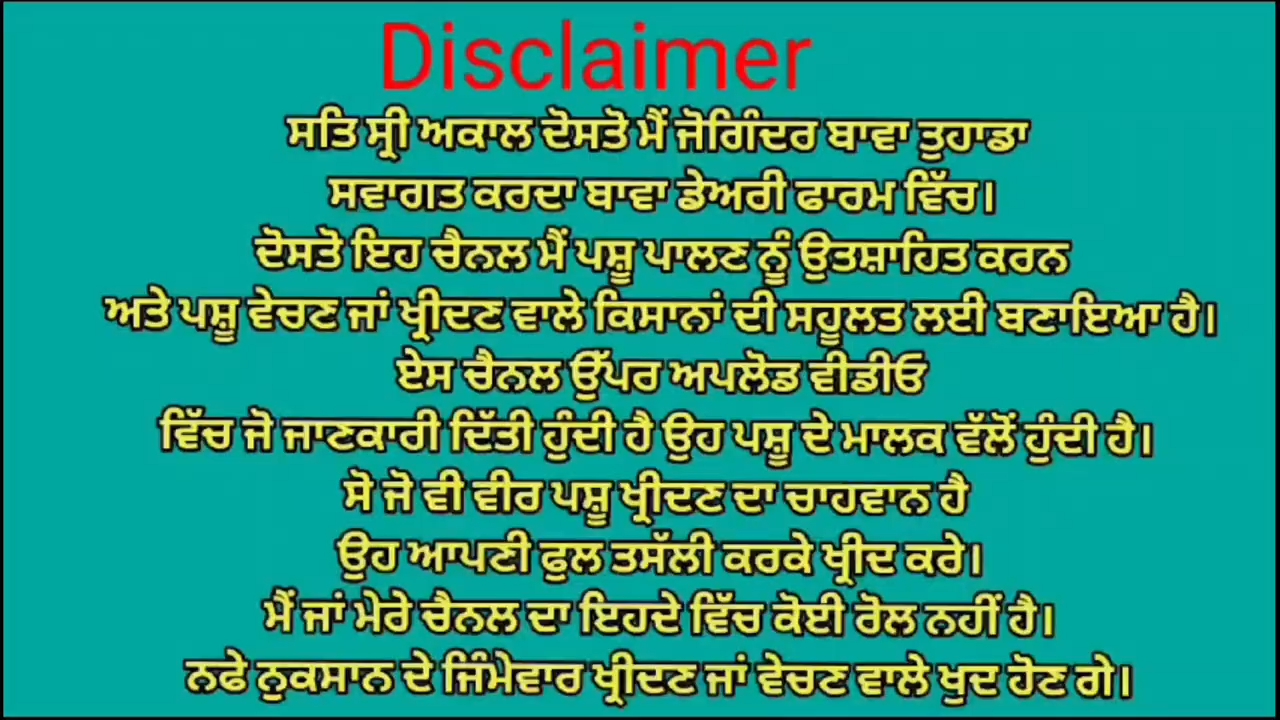 Disclaimer
ਸਤਿ ਸ੍ਰੀ ਅਕਾਲ ਦੋਸਤੋ ਮੈਂ ਜੋਗਿੰਦਰ ਬਾਵਾ ਤੁਹਾਡਾ
ਸਵਾਗਤ ਕਰਦਾ ਬਾਵਾ ਡੇਅਰੀ ਫਾਰਮ ਵਿੱਚ।
ਦੋਸਤੋ ਇਹ ਚੈਨਲ ਮੈਂ ਪਸ਼ੂ ਪਾਲਣ ਨੂੰ ਉਤਸ਼ਾਹਿਤ ਕਰਨ
ਅਤੇ ਪਸ਼ੂ ਵੇਚਣ ਜਾਂ ਖ੍ਰੀਦਣ ਵਾਲੇ ਕਿਸਾਨਾਂ ਦੀ ਸਹੂਲਤ ਲਈ ਬਣਾਇਆ ਹੈ।
ਏਸ ਚੈਨਲ ਉੱਪਰ ਅਪਲੋਡ ਵੀਡੀਓ
ਵਿੱਚ ਜੋ ਜਾਣਕਾਰੀ ਦਿੱਤੀ ਹੁੰਦੀ ਹੈ ਉਹ ਪਸ਼ੂ ਦੇ ਮਾਲਕ ਵੱਲੋਂ ਹੁੰਦੀ ਹੈ।
ਸੋ ਜੋ ਵੀ ਵੀਰ ਪਸ਼ੂ ਖ੍ਰੀਦਣ ਦਾ ਚਾਹਵਾਨ ਹੈ
ਉਹ ਆਪਣੀ ਫੁਲ ਤਸੱਲੀ ਕਰਕੇ ਖ੍ਰੀਦ ਕਰੇ।
ਮੈਂ ਜਾਂ ਮੇਰੇ ਚੈਨਲ ਦਾ ਇਹਦੇ ਵਿੱਚ ਕੋਈ ਰੋਲ ਨਹੀਂ ਹੈ।
ਨਫੇ ਨੁਕਸਾਨ ਦੇ ਜਿੰਮੇਵਾਰ ਖ੍ਰੀਦਣ ਜਾਂ ਵੇਚਣ ਵਾਲੇ ਖੁਦ ਹੋਣ ਗੇ।